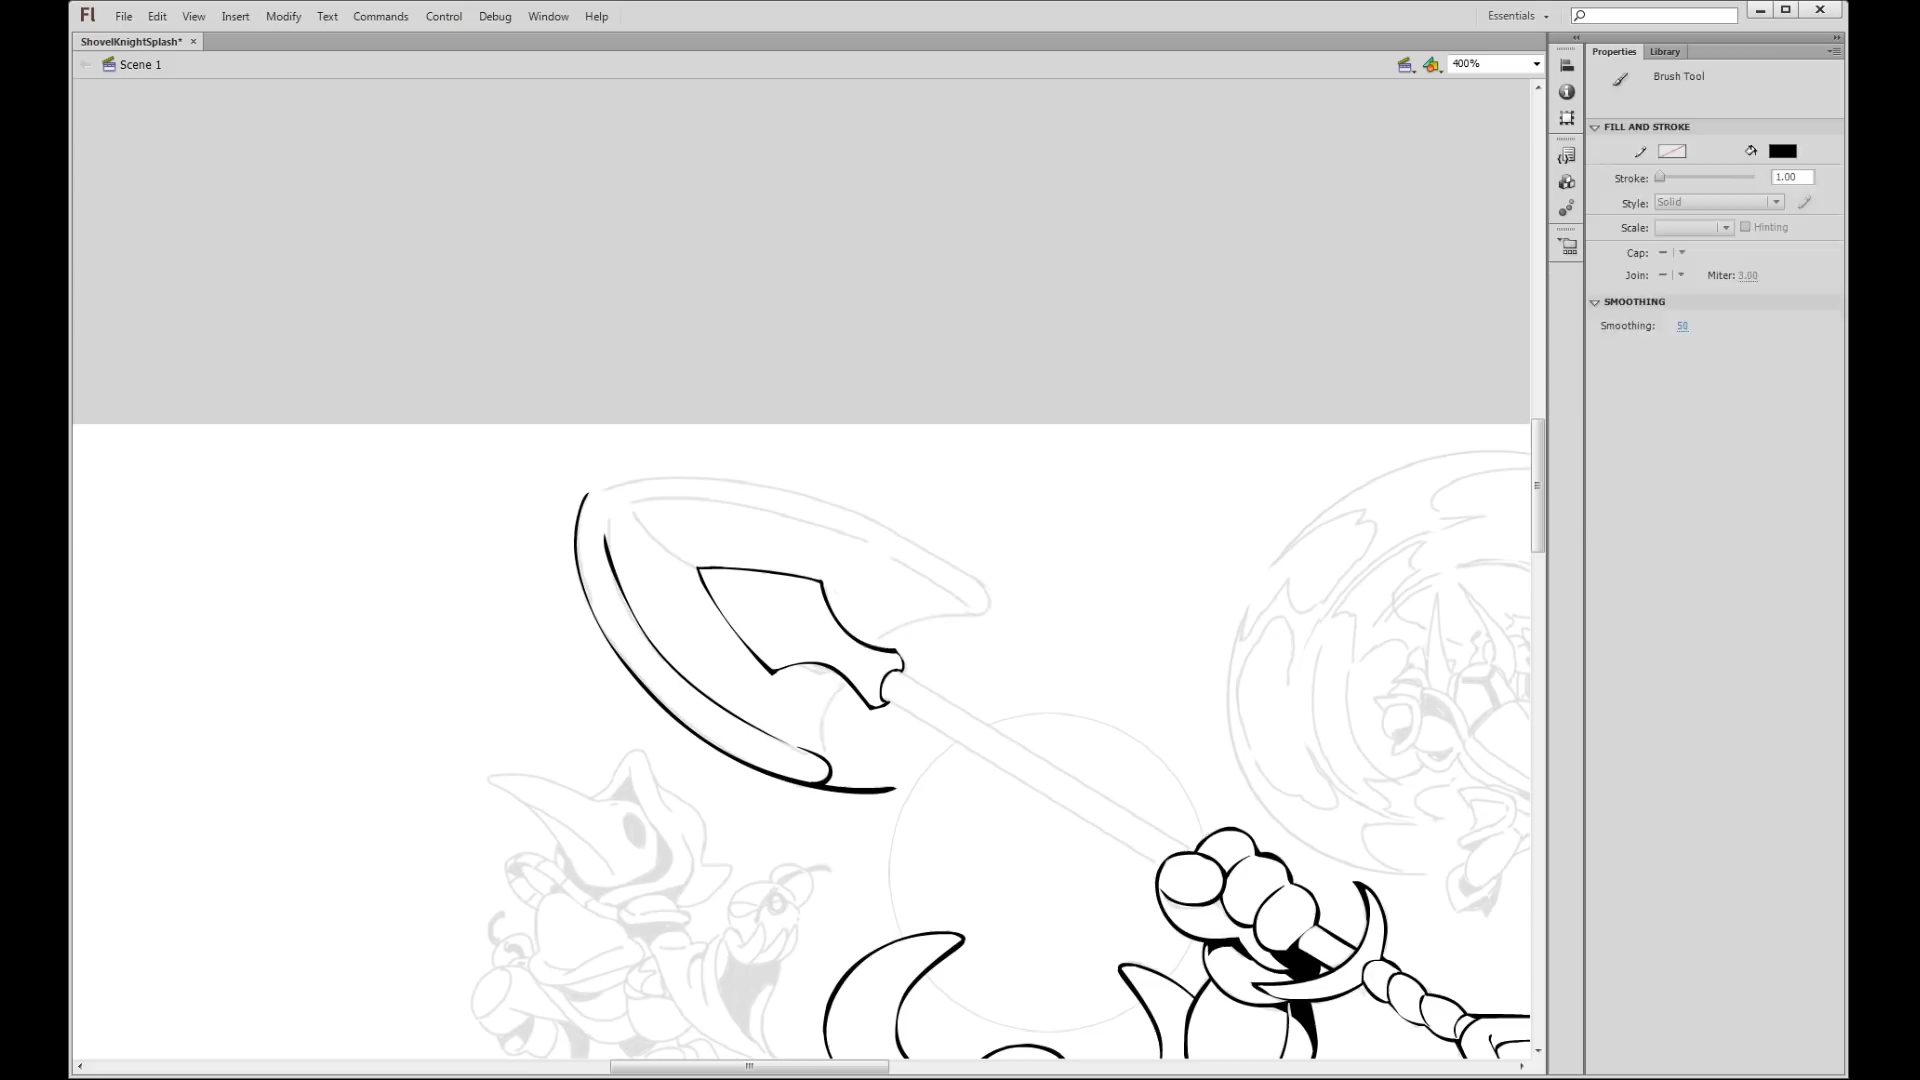 Fl File Edit View Insert Modify Text Commands Control Debug Window Help Essentials
ShovelKnightSplash* ×
Scene 1 400%
Properties Library
Brush Tool
FILL AND STROKE
Stroke: 1.00
Style: Solid
Scale: Hinting
Cap:
Join: Miter: 3.00
SMOOTHING
Smoothing: 50